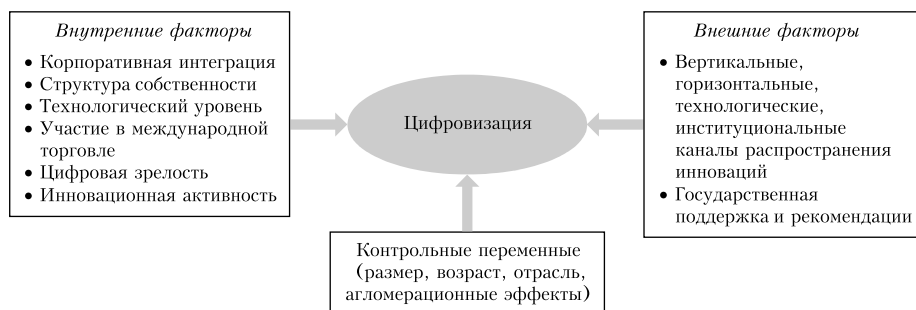 Внутренние факторы
• Корпоративная интеграция
• Структура собственности
• Технологический уровень
• Участие в международной
торговле
• Цифровая зрелость
• Инновационная активность
Цифровизация
Внешние факторы
• Вертикальные,
горизонтальные,
технологические,
институциональные
каналы распространения
инноваций
• Государственная
поддержка и рекомендации
Контрольные переменные
(размер, возраст, отрасль,
агломерационные эффекты)